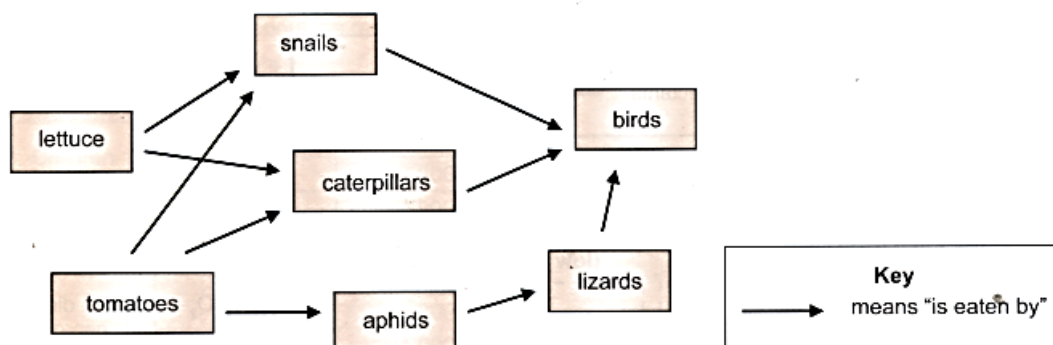 snails
lettuce
birds
caterpillars
tomatoes
aphids
lizards
Key
means "is eaten by"